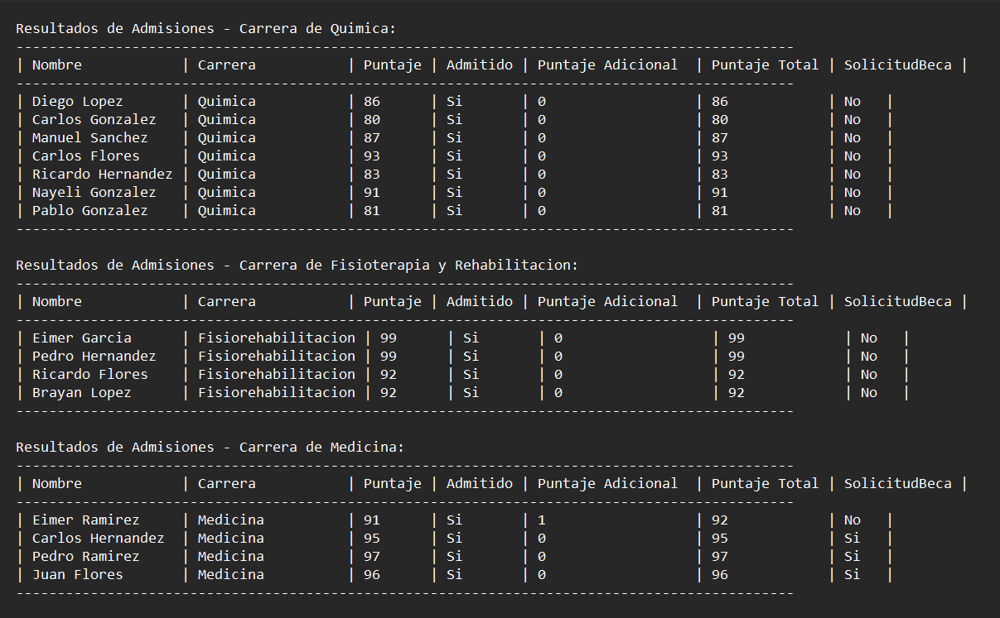 Resultados de Admisiones - Carrera de Quimica:
----------------------------------------------------------------------------------------------
| Nombre            | Carrera           | Puntaje | Admitido | Puntaje Adicional  | Puntaje Total | SolicitudBeca |
----------------------------------------------------------------------------------------------
| Diego Lopez       | Quimica           | 86      | Si       | 0                  | 86            | No   |
| Carlos Gonzalez   | Quimica           | 80      | Si       | 0                  | 80            | No   |
| Manuel Sanchez    | Quimica           | 87      | Si       | 0                  | 87            | No   |
| Carlos Flores     | Quimica           | 93      | Si       | 0                  | 93            | No   |
| Ricardo Hernandez | Quimica           | 83      | Si       | 0                  | 83            | No   |
| Nayeli Gonzalez   | Quimica           | 91      | Si       | 0                  | 91            | No   |
| Pablo Gonzalez    | Quimica           | 81      | Si       | 0                  | 81            | No   |
----------------------------------------------------------------------------------------------
Resultados de Admisiones - Carrera de Fisioterapia y Rehabilitacion:
----------------------------------------------------------------------------------------------
| Nombre            | Carrera           | Puntaje | Admitido | Puntaje Adicional  | Puntaje Total | SolicitudBeca |
----------------------------------------------------------------------------------------------
| Eimer Garcia      | Fisiorehabilitacion | 99      | Si       | 0                  | 99            | No   |
| Pedro Hernandez   | Fisiorehabilitacion | 99      | Si       | 0                  | 99            | No   |
| Ricardo Flores    | Fisiorehabilitacion | 92      | Si       | 0                  | 92            | No   |
| Brayan Lopez      | Fisiorehabilitacion | 92      | Si       | 0                  | 92            | No   |
----------------------------------------------------------------------------------------------
Resultados de Admisiones - Carrera de Medicina:
----------------------------------------------------------------------------------------------
| Nombre            | Carrera           | Puntaje | Admitido | Puntaje Adicional  | Puntaje Total | SolicitudBeca |
----------------------------------------------------------------------------------------------
| Eimer Ramirez     | Medicina          | 91      | Si       | 1                  | 92            | No   |
| Carlos Hernandez  | Medicina          | 95      | Si       | 0                  | 95            | Si   |
| Pedro Ramirez     | Medicina          | 97      | Si       | 0                  | 97            | Si   |
| Juan Flores       | Medicina          | 96      | Si       | 0                  | 96            | Si   |
----------------------------------------------------------------------------------------------